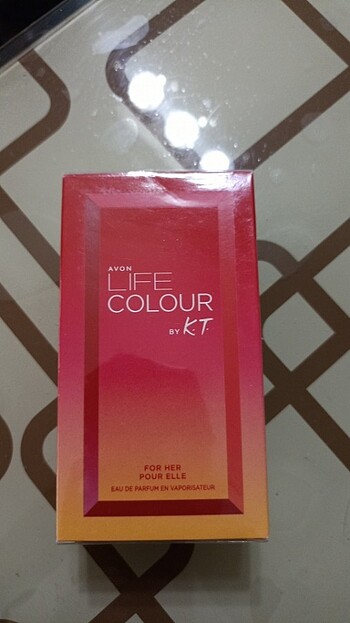 AVON
LIFE
COLOUR
BY K.T.
FOR HER
POUR ELLE
EAU DE PARFUM EN VAPORISATEUR